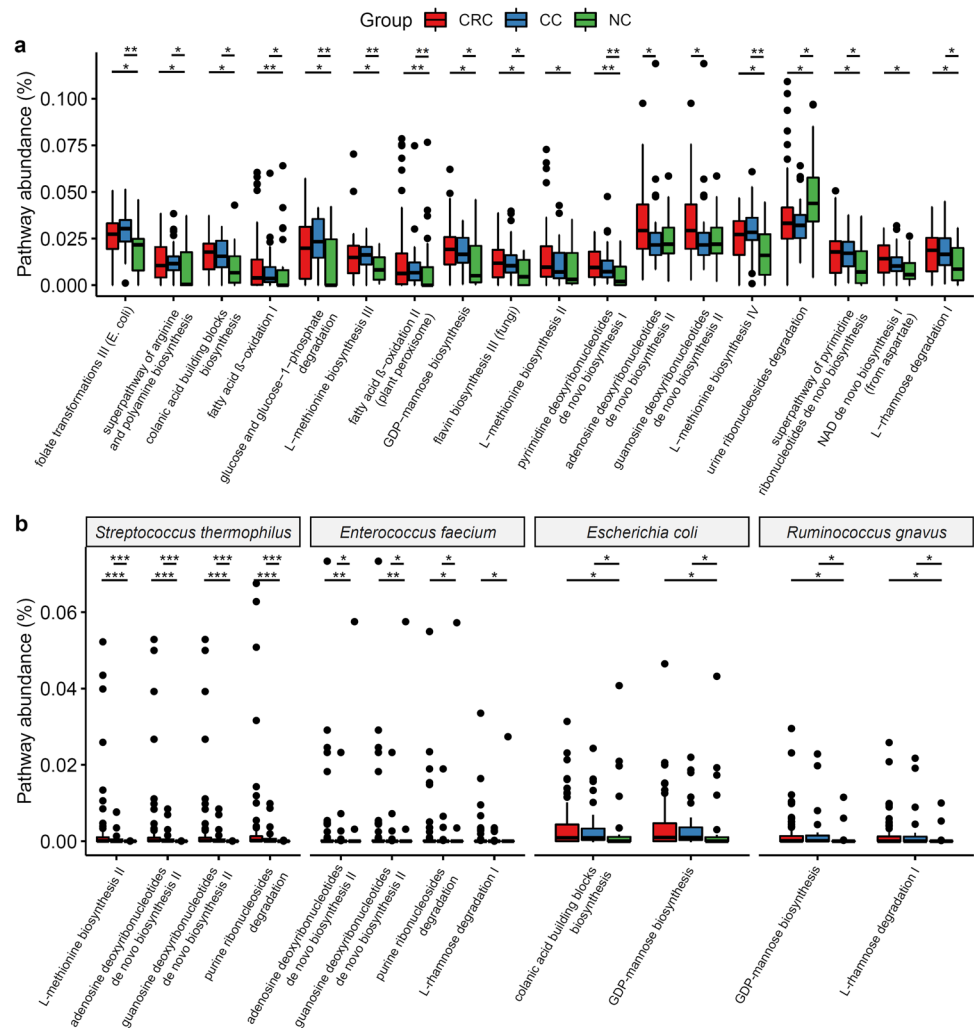 Group CRC CC NC
a
** * * * ** ** ** * * ** * * ** * * *
* * * ** * * ** * * * ** * * * * *
Pathway abundance (%)
0.100
0.075
0.050
0.025
0.000
folate transformations III (E. coli)
superpathway of arginine
and polyamine biosynthesis
colanic acid building blocks
biosynthesis
fatty acid ß-oxidation I
glucose and glucose-1-phosphate
degradation
L-methionine biosynthesis III
fatty acid ß-oxidation II
(plant peroxisome)
GDP-mannose biosynthesis
flavin biosynthesis III (fungi)
L-methionine biosynthesis II
pyrimidine deoxyribonucleotides
de novo biosynthesis I
adenosine deoxyribonucleotides
de novo biosynthesis II
guanosine deoxyribonucleotides
de novo biosynthesis II
L-methionine biosynthesis IV
urine ribonucleosides degradation
superpathway of pyrimidine
ribonucleotides de novo biosynthesis
NAD de novo biosynthesis I
(from aspartate)
L-rhamnose degradation I
b
Streptococcus thermophilus Enterococcus faecium Escherichia coli Ruminococcus gnavus
*** *** *** *** * * * * * * *
*** *** *** *** ** ** * * * * * *
Pathway abundance (%)
0.06
0.04
0.02
0.00
L-methionine biosynthesis II
adenosine deoxyribonucleotides
de novo biosynthesis II
guanosine deoxyribonucleotides
de novo biosynthesis II
purine ribonucleosides
degradation
adenosine deoxyribonucleotides
de novo biosynthesis II
guanosine deoxyribonucleotides
de novo biosynthesis II
purine ribonucleosides
degradation
L-rhamnose degradation I
colanic acid building blocks
biosynthesis
GDP-mannose biosynthesis
GDP-mannose biosynthesis
L-rhamnose degradation I